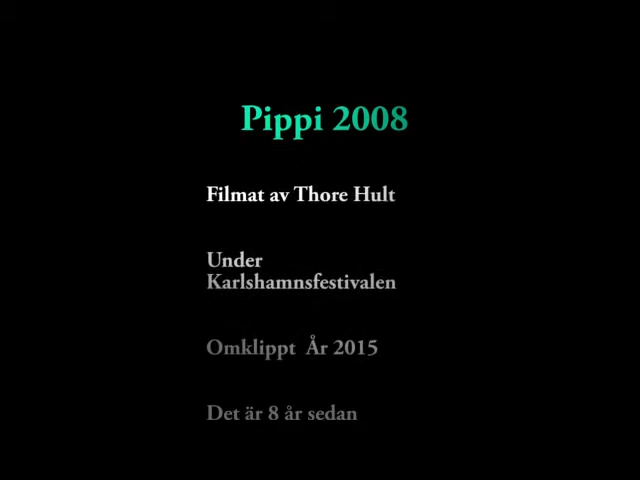 Pippi 2008
Filmat av Thore Hult
Under
Karlshamnsfestivalen
Omklippt  År 2015
Det är 8 år sedan